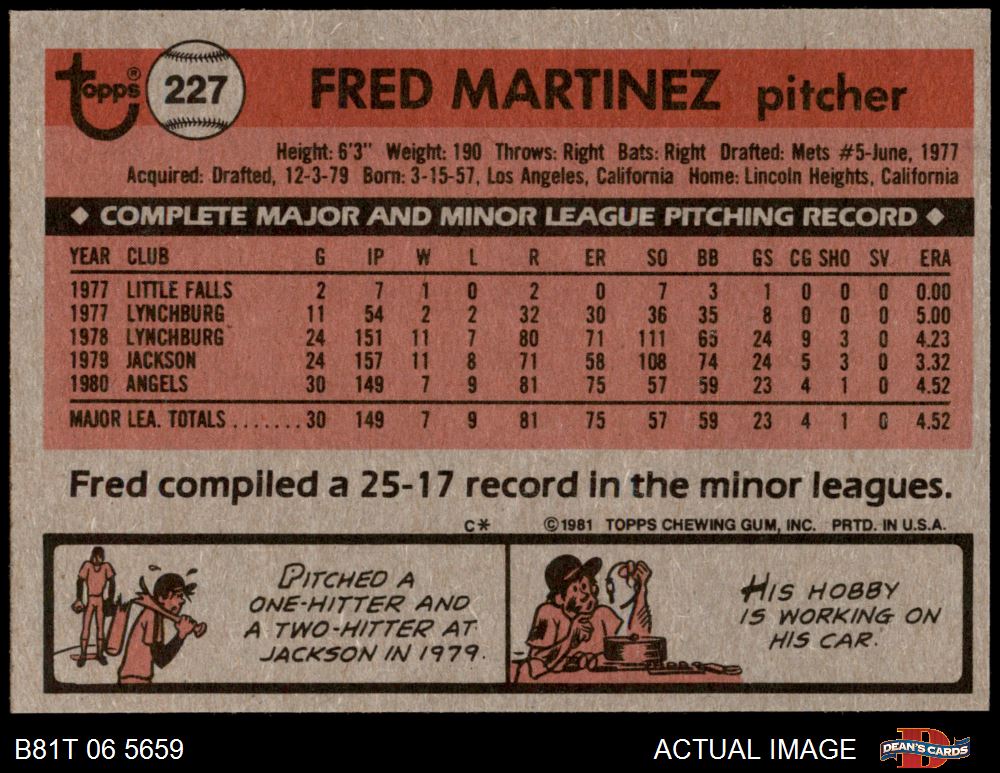 Topps®
227
FRED MARTINEZ pitcher
Height: 6'3" Weight: 190 Throws: Right Bats: Right Drafted: Mets #5-June, 1977
Acquired: Drafted, 12-3-79 Born: 3-15-57, Los Angeles, California Home: Lincoln Heights, California
◆ COMPLETE MAJOR AND MINOR LEAGUE PITCHING RECORD ◆
YEAR CLUB G IP W L R ER SO BB GS CG SHO SV ERA
1977 LITTLE FALLS 2 7 1 0 2 0 7 3 1 0 0 0 0.00
1977 LYNCHBURG 11 54 2 2 32 30 36 35 8 0 0 0 5.00
1978 LYNCHBURG 24 151 11 7 80 71 111 65 24 9 3 0 4.23
1979 JACKSON 24 157 11 8 71 58 108 74 24 5 3 0 3.32
1980 ANGELS 30 149 7 9 81 75 57 59 23 4 1 0 4.52
MAJOR LEA. TOTALS.......30 149 7 9 81 75 57 59 23 4 1 0 4.52
Fred compiled a 25-17 record in the minor leagues.
C* ©1981 TOPPS CHEWING GUM, INC. PRTD. IN U.S.A.
PITCHED A
ONE-HITTER AND
A TWO-HITTER AT
JACKSON IN 1979.
HIS HOBBY
IS WORKING ON
HIS CAR.
B81T 06 5659
ACTUAL IMAGE
DEAN'S CARDS